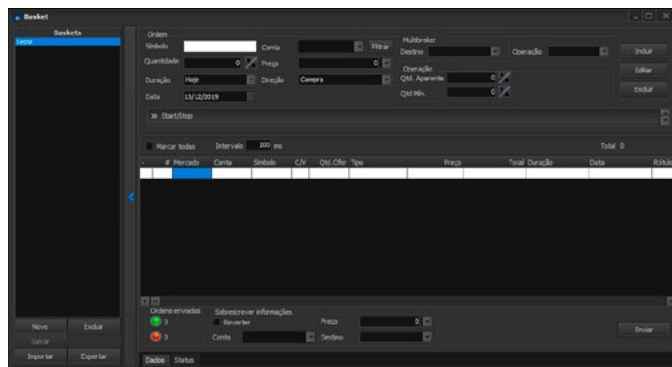 Basket
Baskets
Teste
Ordem
Símbolo Conta Filtrar
Quantidade 0 Preço 0
Duração Hoje Direção Compra
Data 13/12/2019
Multibroker
Destino Operação
Operação
Qtd. Aparente 0
Qtd Mín. 0
Incluir
Editar
Excluir
>> Start/Stop
Marcar todas Intervalo 100 ms Total 0
- # Mercado Conta Símbolo C/V Qtd.Ofer Tipo Preço Total Duração Data Rótulo
Ordens enviadas
0
0
Sobrescrever informações
Reverter Preço 0
Conta Destino
Enviar
Novo Excluir
Salvar
Importar Exportar
Dados Status